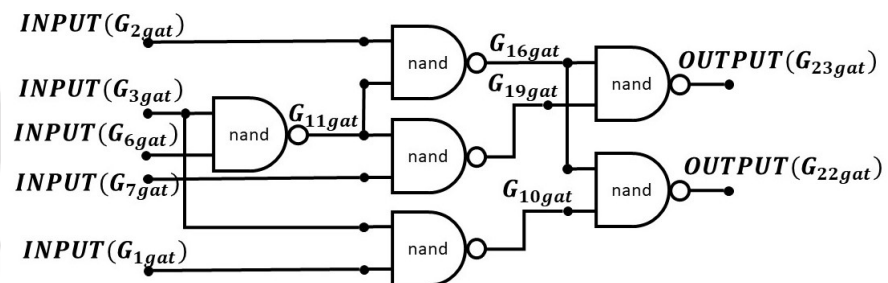 INPUT(G2gat)
G16gat
OUTPUT(G23gat)
nand
nand
INPUT(G3gat)
G19gat
G11gat
nand
INPUT(G6gat)
nand
OUTPUT(G22gat)
INPUT(G7gat)
G10gat
nand
INPUT(G1gat)
nand